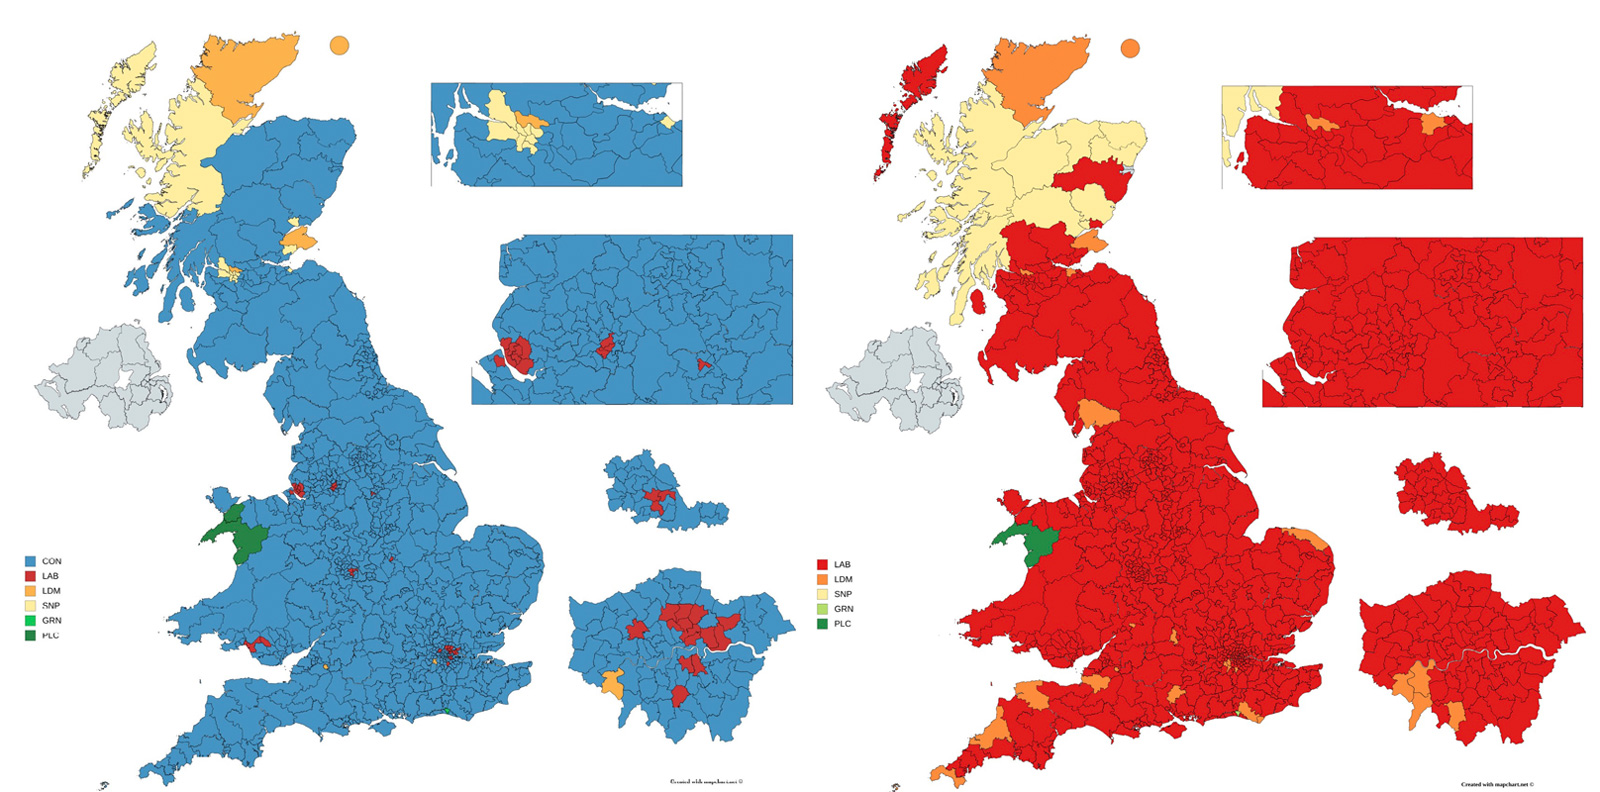 CON
LAB
LDM
SNP
GRN
PLC
Created with mapchart.net ©
LAB
LDM
SNP
GRN
PLC
Created with mapchart.net ©